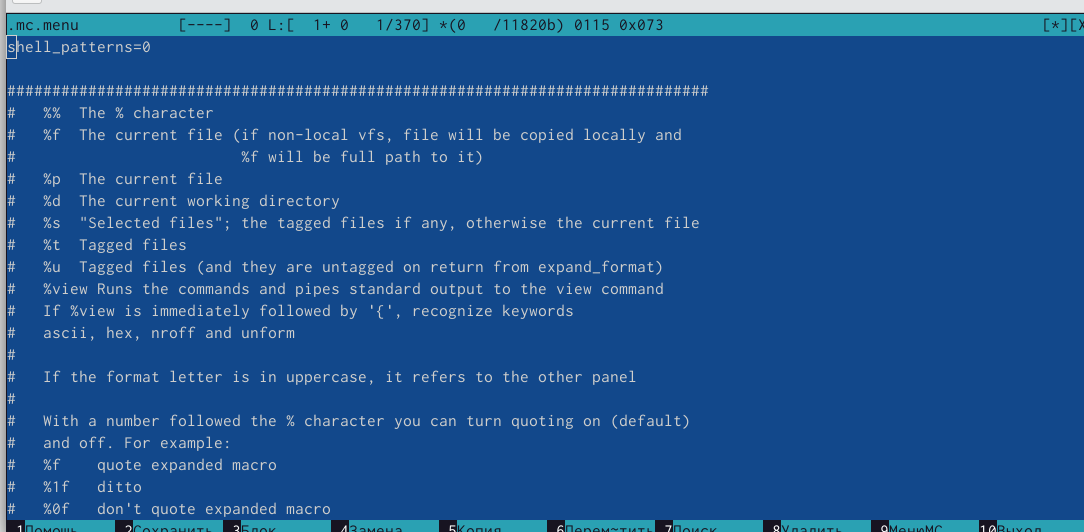 .mc.menu [----] 0 L:[ 1+ 0 1/370] *(0 /11820b) 0115 0x073 [*][X
shell_patterns=0
##############################################################################
# %% The % character
# %f The current file (if non-local vfs, file will be copied locally and
# %f will be full path to it)
# %p The current file
# %d The current working directory
# %s "Selected files"; the tagged files if any, otherwise the current file
# %t Tagged files
# %u Tagged files (and they are untagged on return from expand_format)
# %view Runs the commands and pipes standard output to the view command
# If %view is immediately followed by '{', recognize keywords
# ascii, hex, nroff and unform
#
# If the format letter is in uppercase, it refers to the other panel
#
# With a number followed the % character you can turn quoting on (default)
# and off. For example:
# %f quote expanded macro
# %1f ditto
# %0f don't quote expanded macro
1Помощь 2Сохранить 3Блок 4Замена 5Копия 6Перем~тить 7Поиск 8Удалить 9МенюMC 10Выход